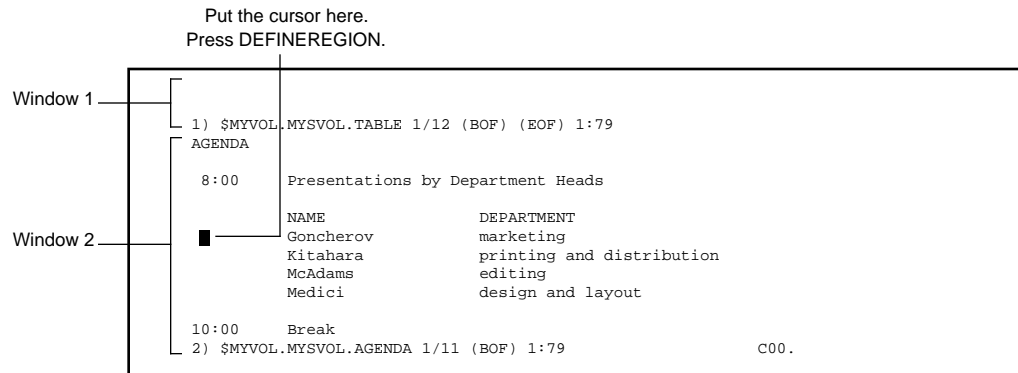 Put the cursor here.
Press DEFINEREGION.
Window 1
1) $MYVOL.MYSVOL.TABLE 1/12 (BOF) (EOF) 1:79
AGENDA
8:00 Presentations by Department Heads
NAME DEPARTMENT
Window 2
Goncherov marketing
Kitahara printing and distribution
McAdams editing
Medici design and layout
10:00 Break
2) $MYVOL.MYSVOL.AGENDA 1/11 (BOF) 1:79 C00.